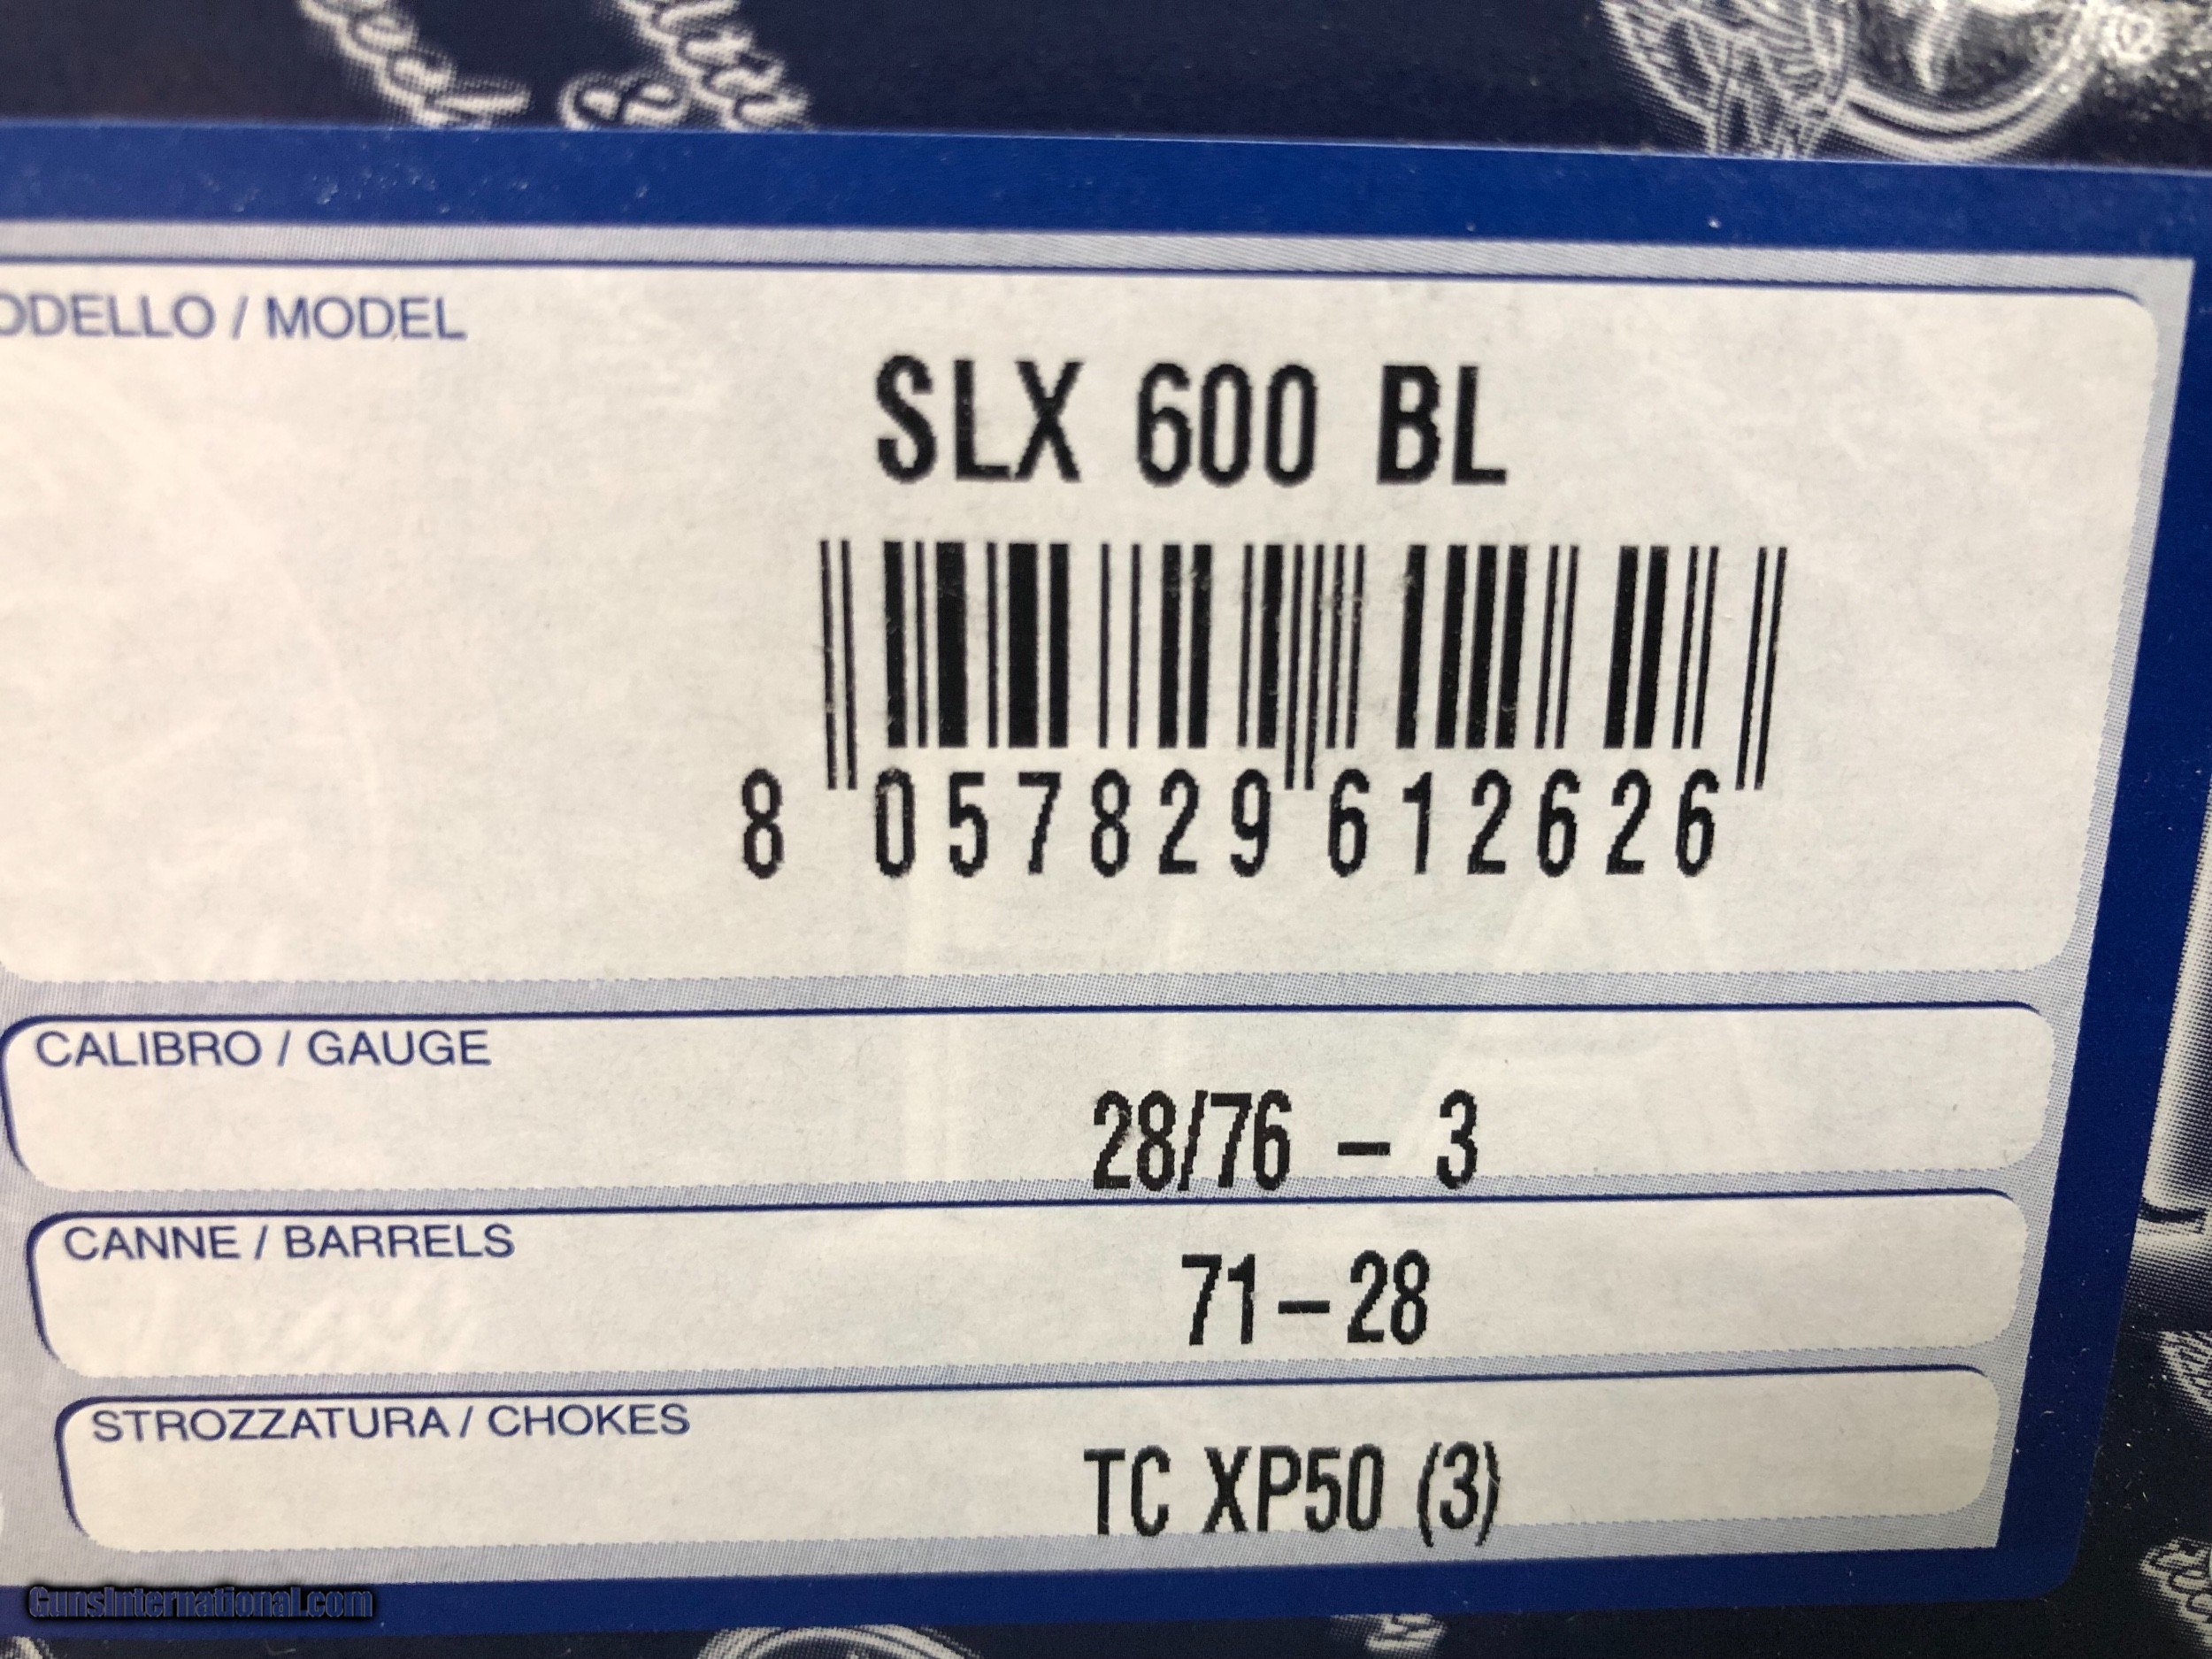 &
ODELLO / MODEL
SLX 600 BL
8 057829 612626
CALIBRO / GAUGE
28/76 – 3
CANNE / BARRELS
71–28
STROZZATURA / CHOKES
TC XP50 (3)
GunsInternational.com